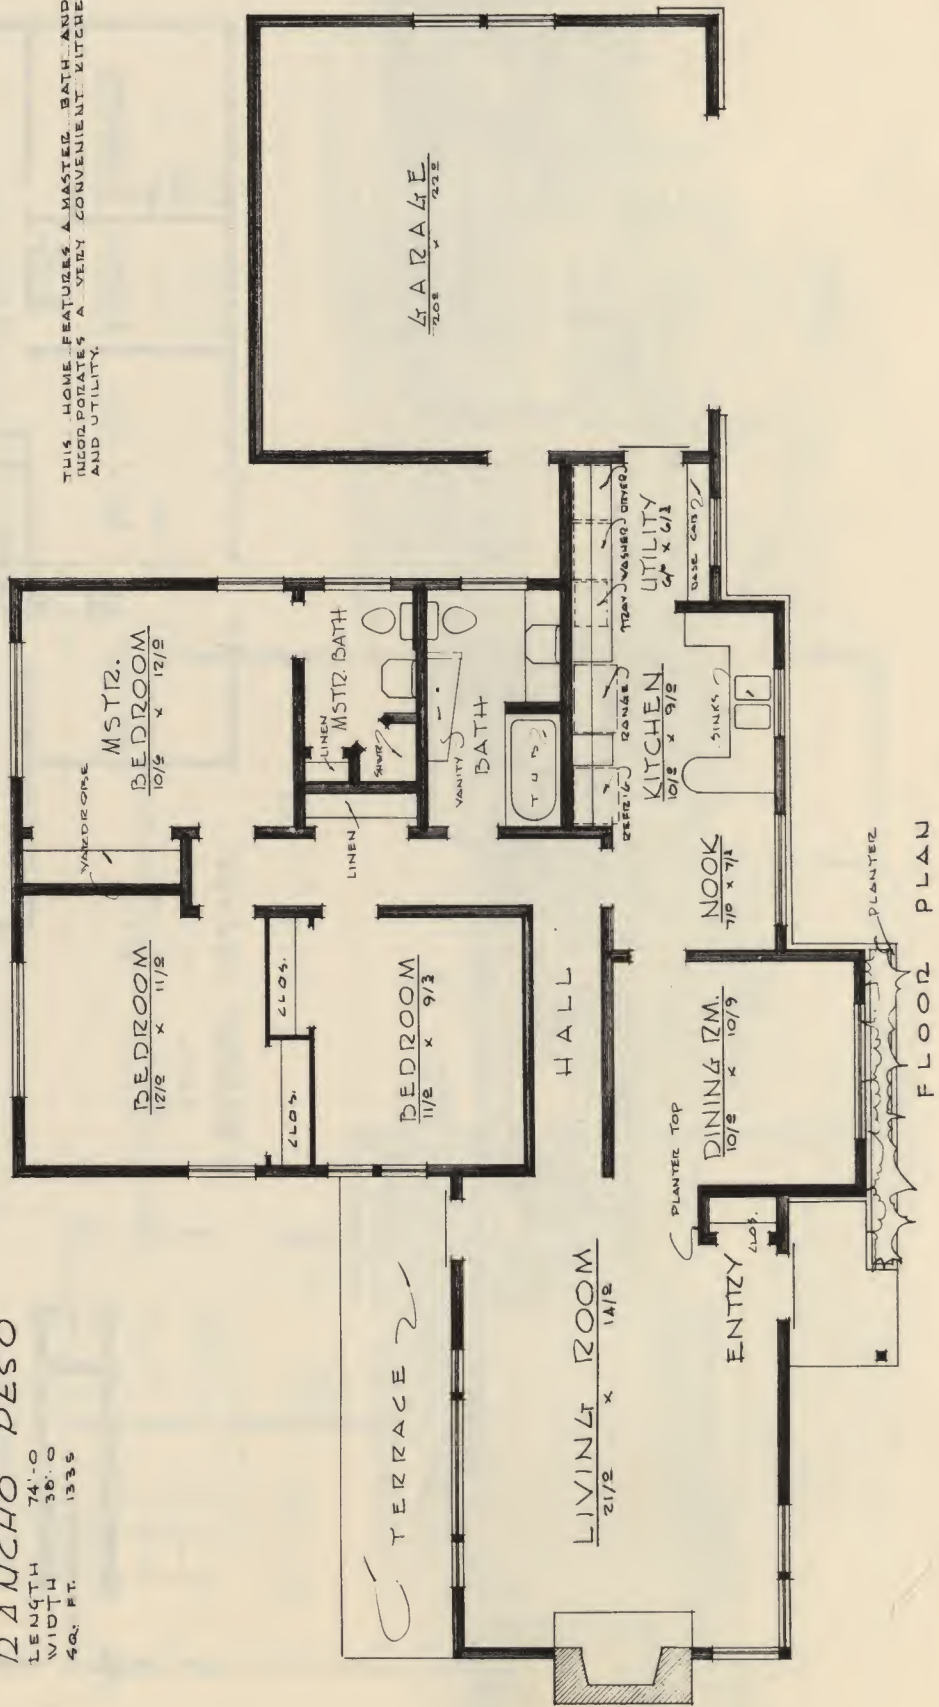 RANCHO PESO
LENGTH 74'-0
WIDTH 38'-0
SQ. FT. 1335
THIS HOME FEATURES A MASTER BATH AND
INCORPORATES A VERY CONVENIENT KITCHE
AND UTILITY.
WARDROBE
MSTR.
BEDROOM
10/6 x 12/0
BEDROOM
12/0 x 11/0
CLOS.
CLOS.
LINEN
MSTR. BATH
SHWR
LINEN
BEDROOM
11/0 x 9/3
VANITY
BATH
TUB
GARAGE
20/0 x 22/0
TERRACE
HALL
REFRIG
RANGE
TRAY
WASHER
DRYER
UTILITY
BASE CAB
KITCHEN
10/0 x 9/0
SINKS
NOOK
LIVING ROOM
21/0 x 14/0
PLANTER TOP
DINING RM.
10/0 x 10/9
ENTRY
CLOS.
PLANTER
FLOOR PLAN